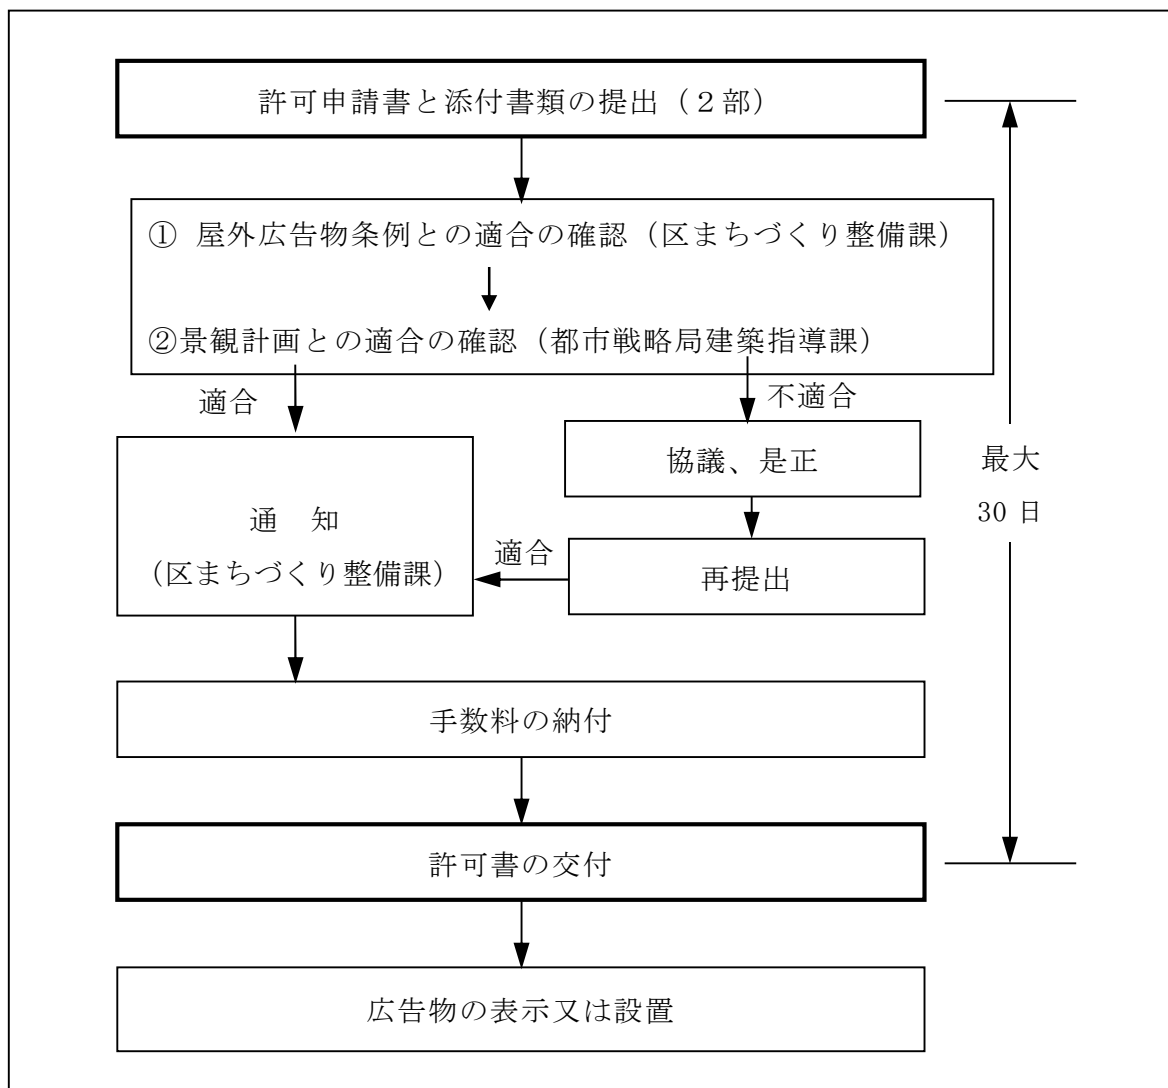 許可申請書と添付書類の提出（２部）
① 屋外広告物条例との適合の確認（区まちづくり整備課）
②景観計画との適合の確認（都市戦略局建築指導課）
適合
不適合
協議、是正
最大
30 日
通　知
（区まちづくり整備課）
適合
再提出
手数料の納付
許可書の交付
広告物の表示又は設置